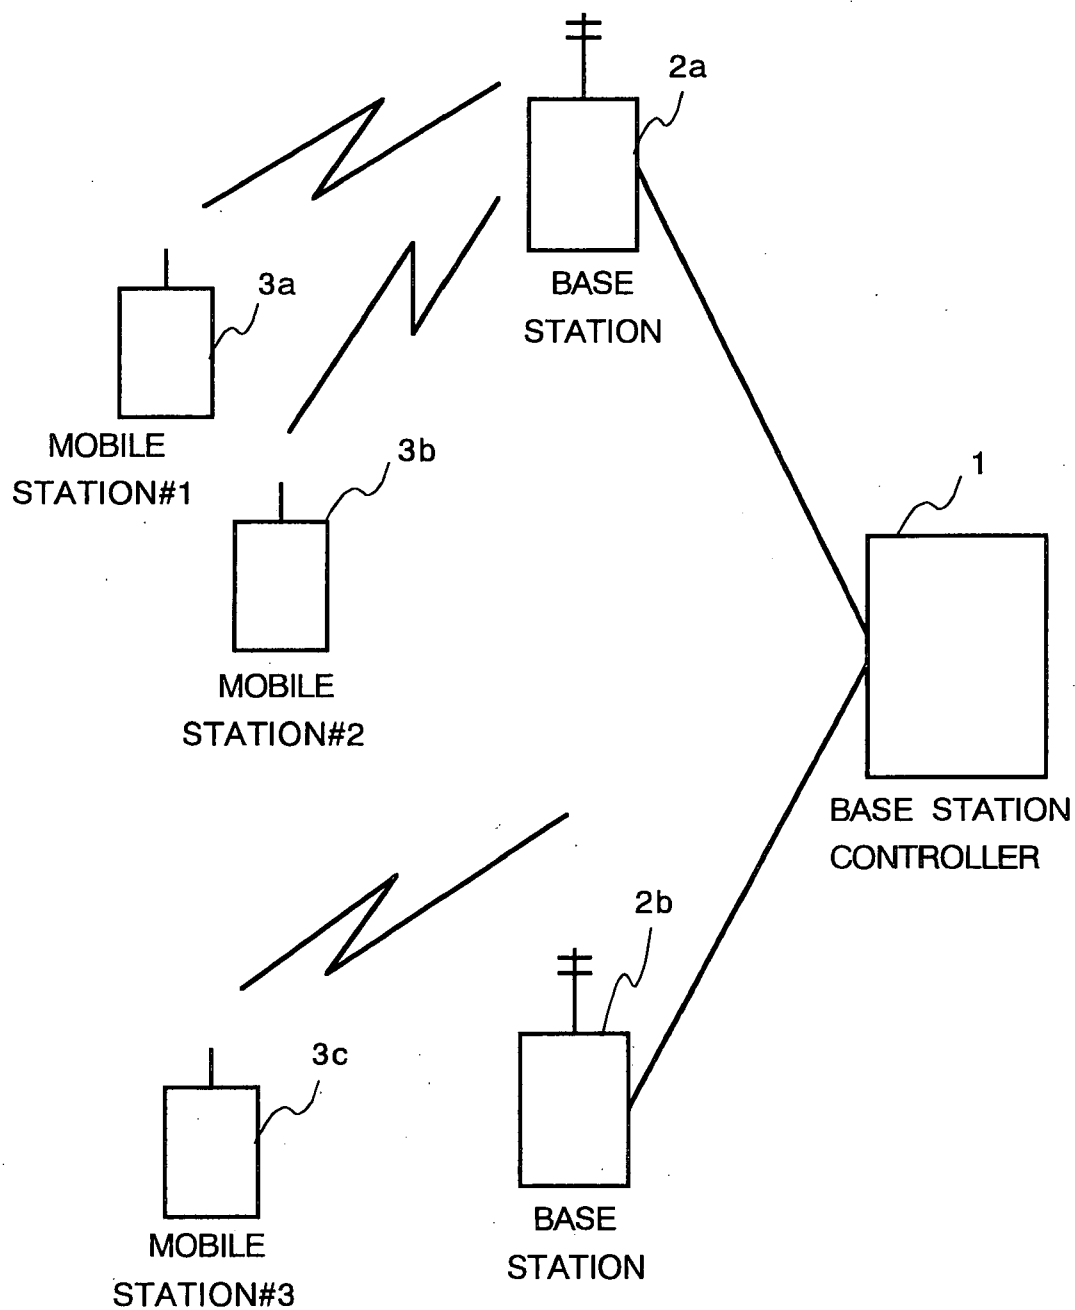 2a
BASE
STATION
3a
MOBILE
STATION#1
3b
MOBILE
STATION#2
1
BASE STATION
CONTROLLER
2b
BASE
STATION
3c
MOBILE
STATION#3